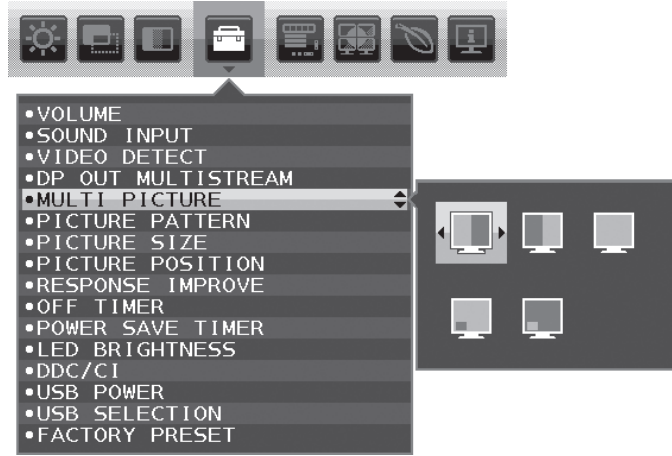 •VOLUME
•SOUND INPUT
•VIDEO DETECT
•DP OUT MULTISTREAM
•MULTI PICTURE
•PICTURE PATTERN
•PICTURE SIZE
•PICTURE POSITION
•RESPONSE IMPROVE
•OFF TIMER
•POWER SAVE TIMER
•LED BRIGHTNESS
•DDC/CI
•USB POWER
•USB SELECTION
•FACTORY PRESET